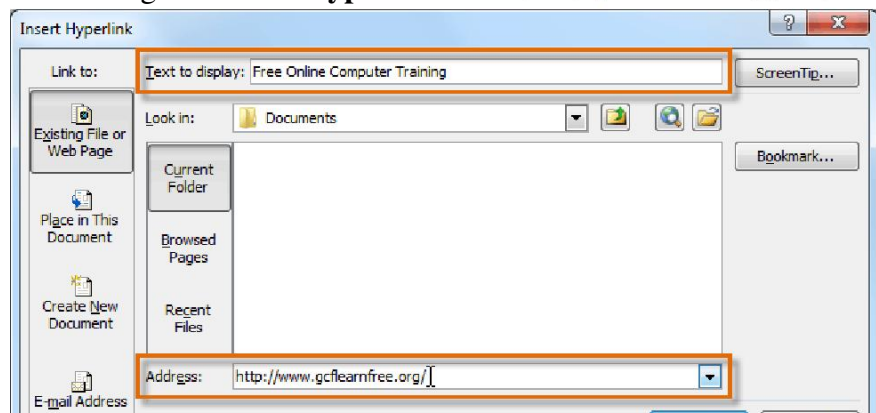 Insert Hyperlink
Link to:
Text to display: Free Online Computer Training
ScreenTip...
Existing File or
Web Page
Look in: Documents
Bookmark...
Current
Folder
Place in This
Document
Browsed
Pages
Create New
Document
Recent
Files
Address: http://www.gcflearnfree.org/
E-mail Address